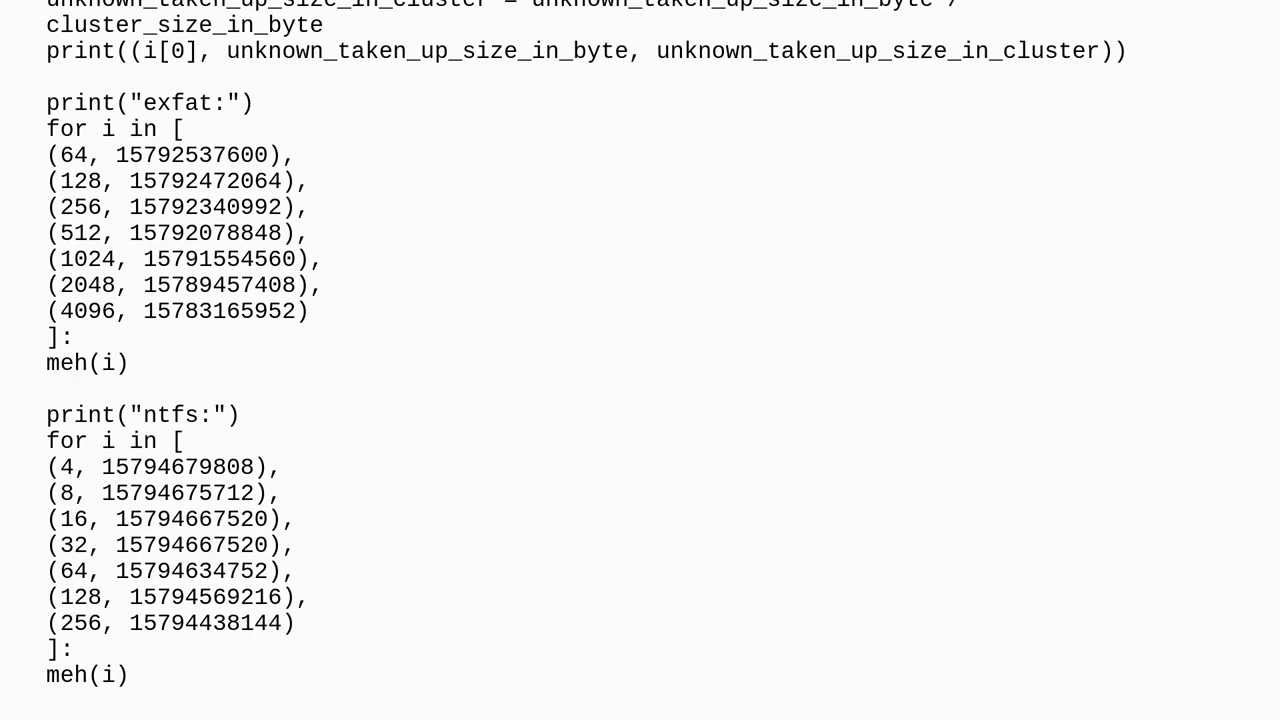 unknown_taken_up_size_in_cluster = unknown_taken_up_size_in_byte /
cluster_size_in_byte
print((i[0], unknown_taken_up_size_in_byte, unknown_taken_up_size_in_cluster))
print("exfat:")
for i in [
(64, 15792537600),
(128, 15792472064),
(256, 15792340992),
(512, 15792078848),
(1024, 15791554560),
(2048, 15789457408),
(4096, 15783165952)
]:
meh(i)
print("ntfs:")
for i in [
(4, 15794679808),
(8, 15794675712),
(16, 15794667520),
(32, 15794667520),
(64, 15794634752),
(128, 15794569216),
(256, 15794438144)
]:
meh(i)